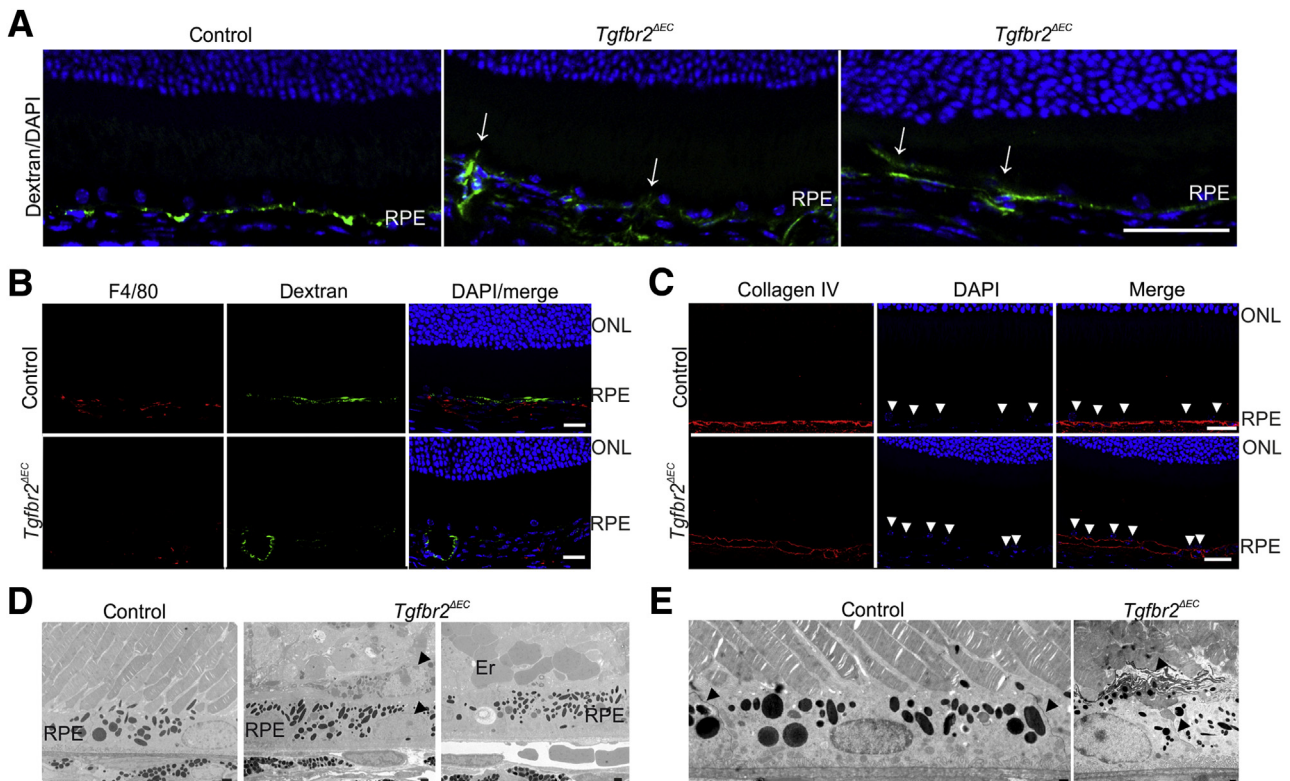 A
Control
Tgfbr2ΔEC
Tgfbr2ΔEC
Dextran/DAPI
RPE
RPE
RPE
B
F4/80
Dextran
DAPI/merge
Control
ONL
RPE
Tgfbr2ΔEC
ONL
RPE
C
Collagen IV
DAPI
Merge
Control
ONL
RPE
Tgfbr2ΔEC
ONL
RPE
D
Control
Tgfbr2ΔEC
RPE
RPE
Er
RPE
E
Control
Tgfbr2ΔEC